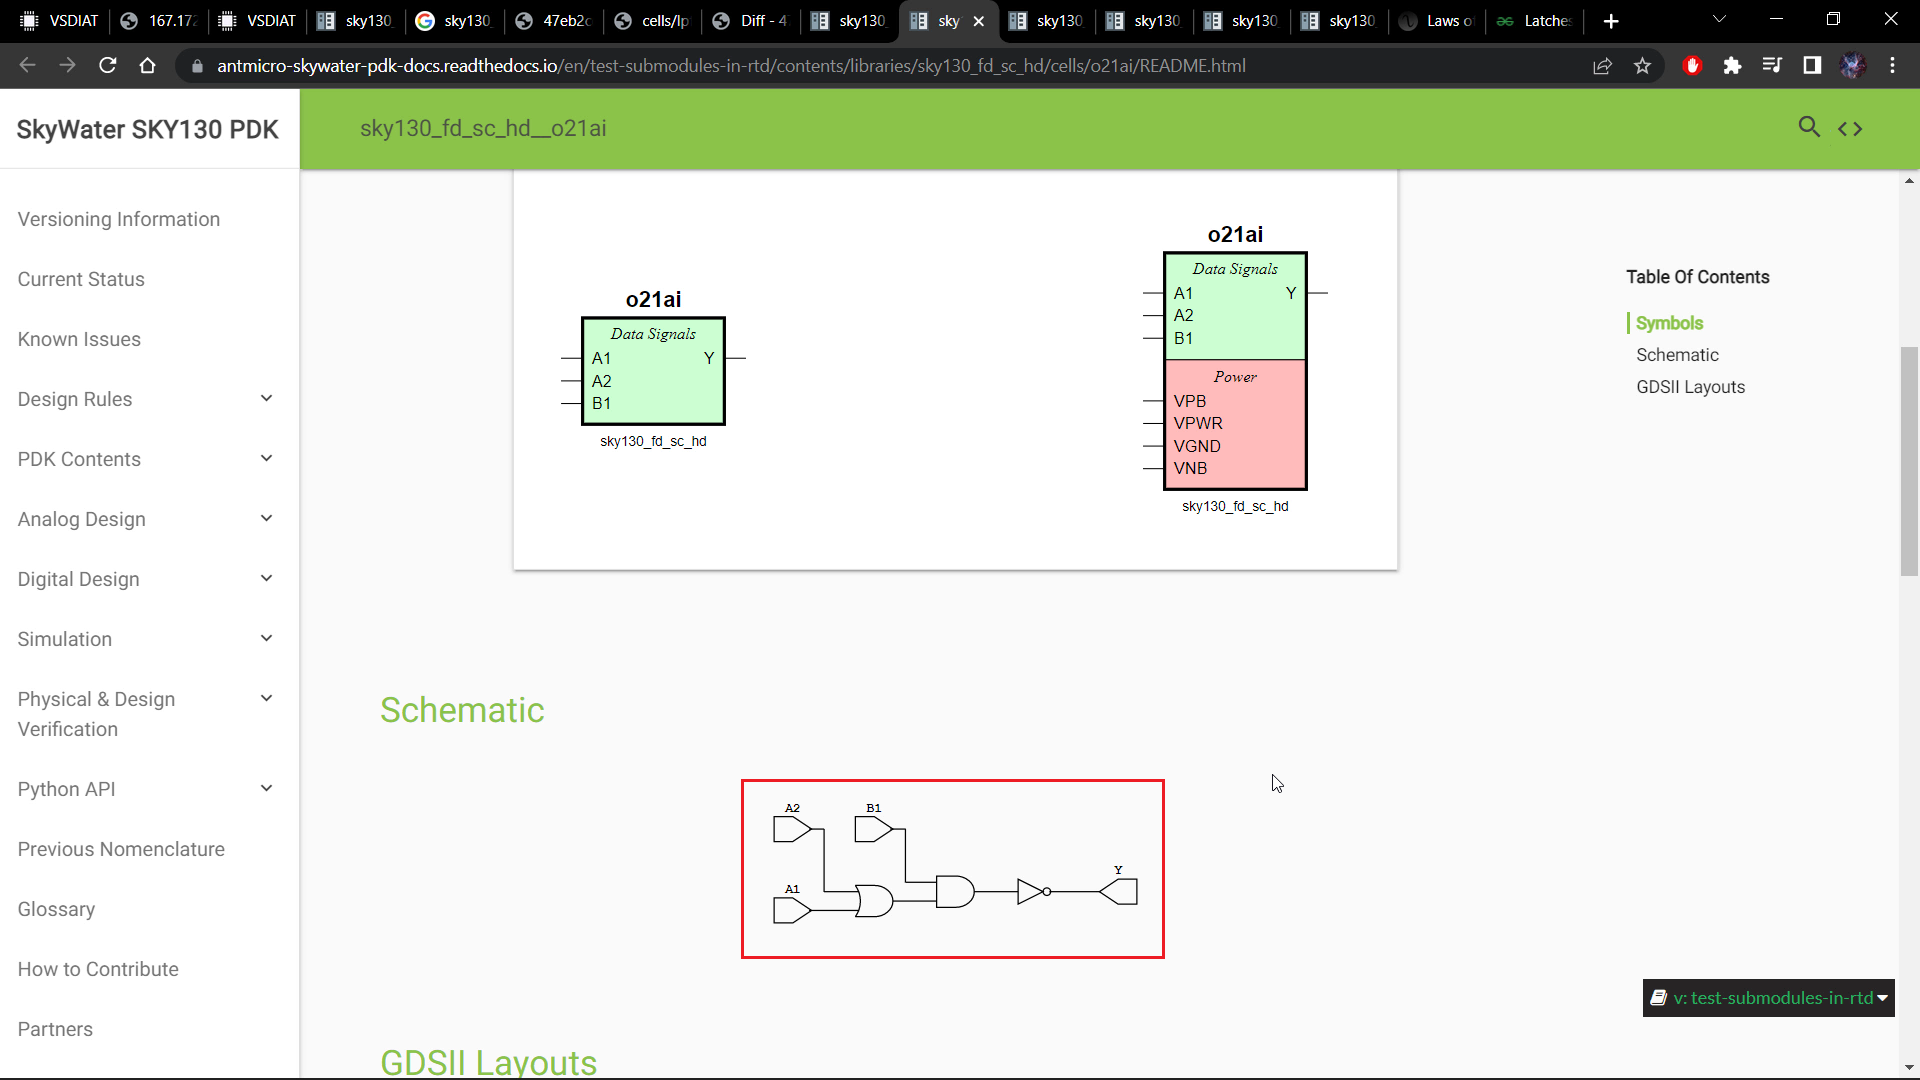 VSDIAT
167.172
VSDIAT
sky130_
sky130_
47eb2c
cells/lp
Diff - 4
sky130_
sky
sky130
sky130
sky130
sky130
Laws o
Latches
antmicro-skywater-pdk-docs.readthedocs.io/en/test-submodules-in-rtd/contents/libraries/sky130_fd_sc_hd/cells/o21ai/README.html
SkyWater SKY130 PDK
sky130_fd_sc_hd__o21ai
Versioning Information
Current Status
Known Issues
Design Rules
PDK Contents
Analog Design
Digital Design
Simulation
Physical & Design
Verification
Python API
Previous Nomenclature
Glossary
How to Contribute
Partners
o21ai
Data Signals
A1 Y
A2
B1
sky130_fd_sc_hd
o21ai
Data Signals
A1 Y
A2
B1
Power
VPB
VPWR
VGND
VNB
sky130_fd_sc_hd
Schematic
A2 B1
Y
A1
GDSII Layouts
Table Of Contents
Symbols
Schematic
GDSII Layouts
v: test-submodules-in-rtd